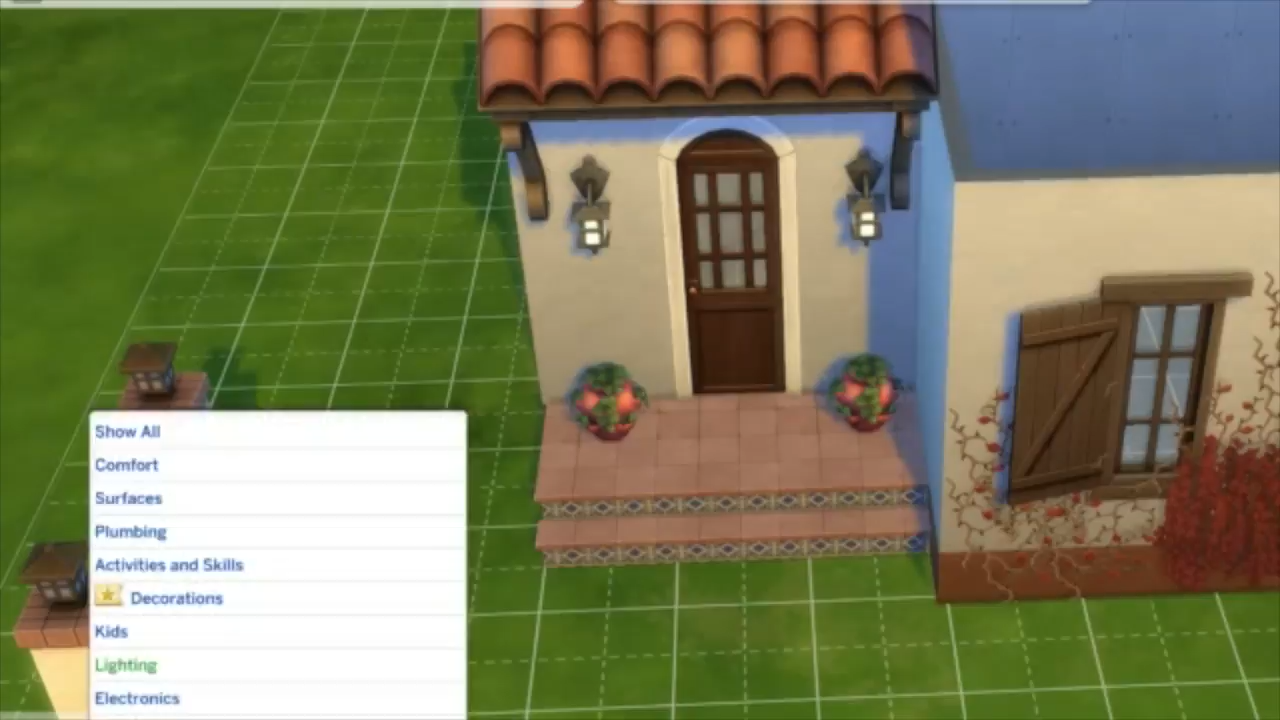 Show All
Comfort
Surfaces
Plumbing
Activities and Skills
Decorations
Kids
Lighting
Electronics